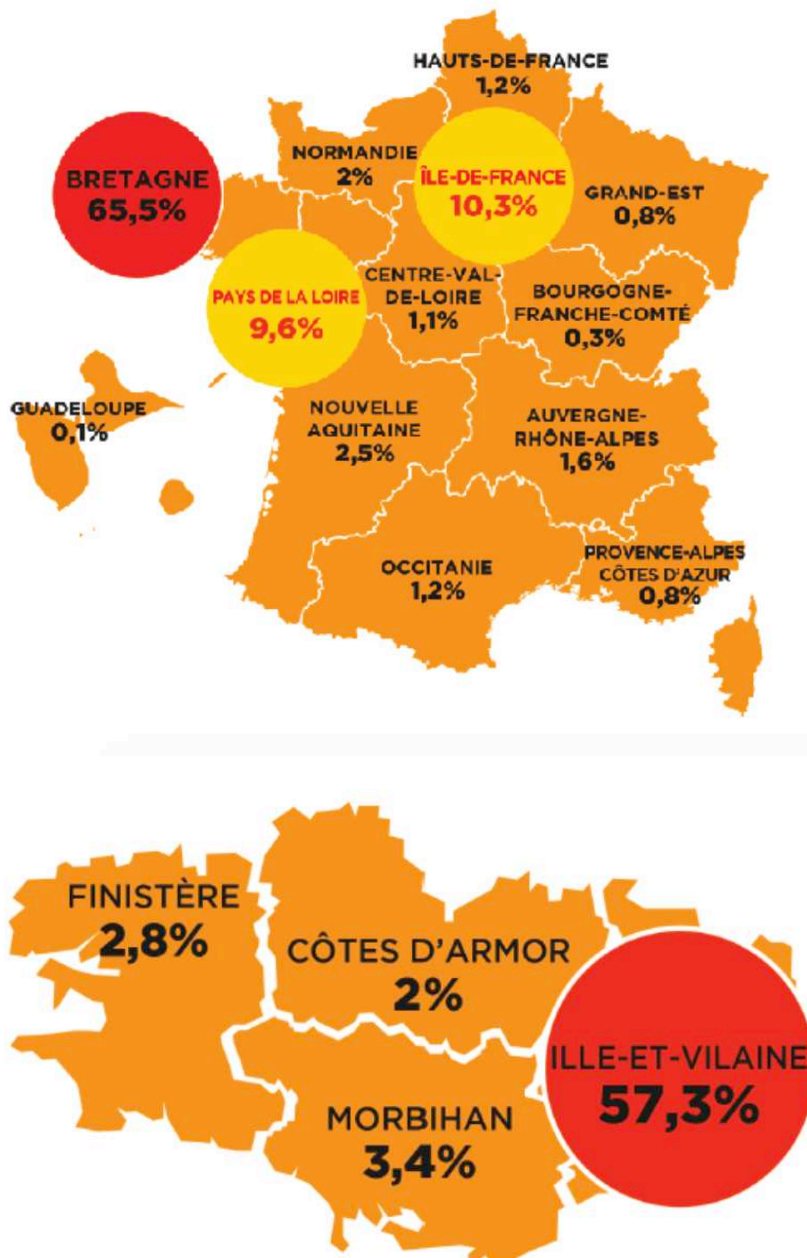 HAUTS-DE-FRANCE
1,2%
NORMANDIE
2%
BRETAGNE
65,5%
ÎLE-DE-FRANCE
10,3%
GRAND-EST
0,8%
PAYS DE LA LOIRE
9,6%
CENTRE-VAL-
DE-LOIRE
1,1%
BOURGOGNE-
FRANCHE-COMTÉ
0,3%
GUADELOUPE
0,1%
NOUVELLE
AQUITAINE
2,5%
AUVERGNE-
RHÔNE-ALPES
1,6%
OCCITANIE
1,2%
PROVENCE-ALPES
CÔTES D'AZUR
0,8%
FINISTÈRE
2,8%
CÔTES D'ARMOR
2%
ILLE-ET-VILAINE
57,3%
MORBIHAN
3,4%